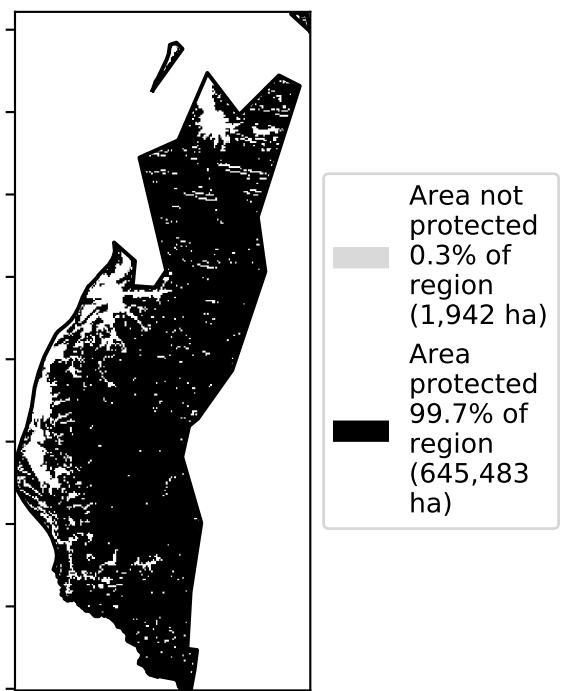 Area not
protected
0.3% of
region
(1,942 ha)
Area
protected
99.7% of
region
(645,483
ha)